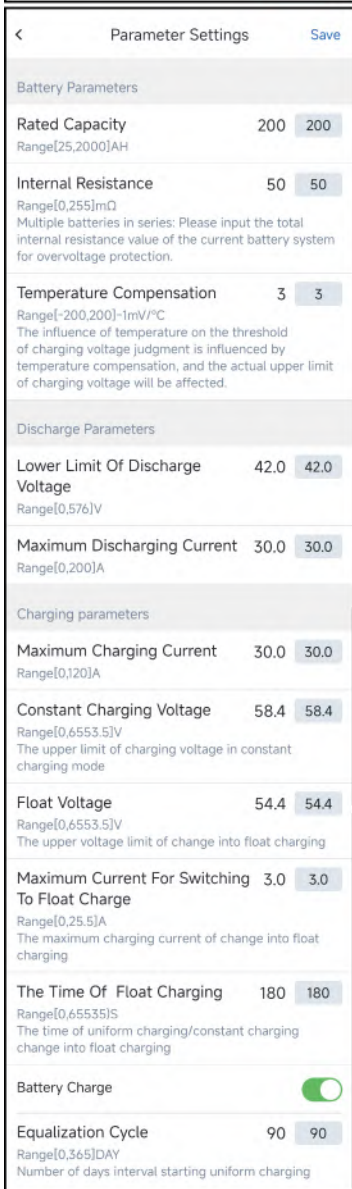 Parameter Settings Save
Battery Parameters
Rated Capacity 200 200
Range[25,2000]AH
Internal Resistance 50 50
Range[0,255]mΩ
Multiple batteries in series: Please input the total
internal resistance value of the current battery system
for overvoltage protection.
Temperature Compensation 3 3
Range[-200,200]-1mV/°C
The influence of temperature on the threshold
of charging voltage judgment is influenced by
temperature compensation, and the actual upper limit
of charging voltage will be affected.
Discharge Parameters
Lower Limit Of Discharge 42.0 42.0
Voltage
Range[0,576]V
Maximum Discharging Current 30.0 30.0
Range[0,200]A
Charging parameters
Maximum Charging Current 30.0 30.0
Range[0,120]A
Constant Charging Voltage 58.4 58.4
Range[0,6553.5]V
The upper limit of charging voltage in constant
charging mode
Float Voltage 54.4 54.4
Range[0,6553.5]V
The upper voltage limit of change into float charging
Maximum Current For Switching 3.0 3.0
To Float Charge
Range[0,25.5]A
The maximum charging current of change into float
charging
The Time Of Float Charging 180 180
Range[0,65535]S
The time of uniform charging/constant charging
change into float charging
Battery Charge
Equalization Cycle 90 90
Range[0,365]DAY
Number of days interval starting uniform charging